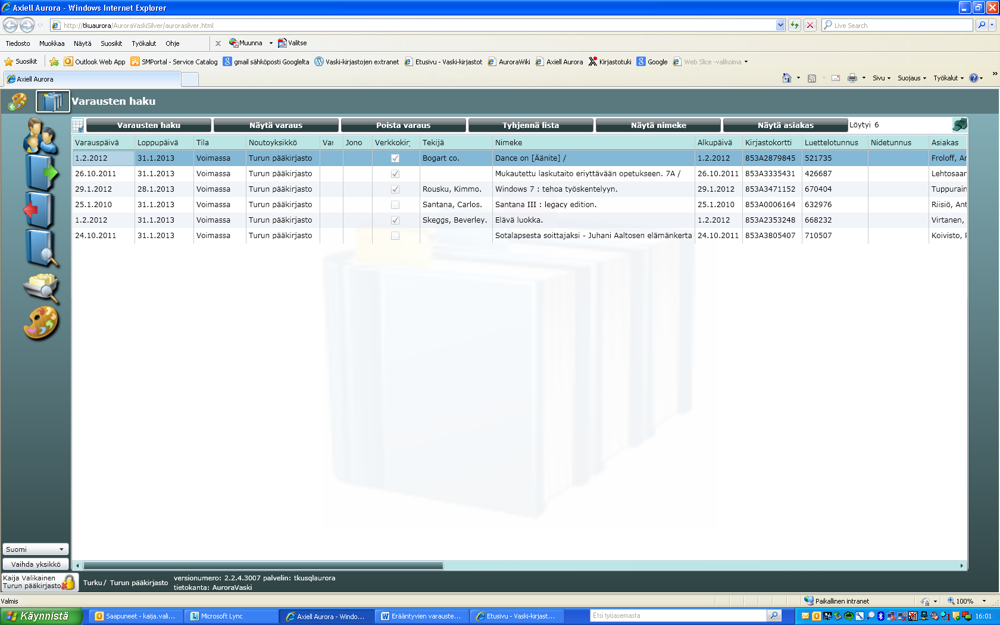 Axiell Aurora - Windows Internet Explorer
http://tkuaurora/AuroraVaskiSilver/aurorasilver.html
Live Search
Tiedosto Muokkaa Näytä Suosikit Työkalut Ohje x Muunna Valitse
Suosikit Outlook Web App SMPortal - Service Catalog gmail sähköposti Googlelta Vaski-kirjastojen extranet Etusivu - Vaski-kirjastot AuroraWiki Axiell Aurora Kirjastotuki Google Web Slice -valikoima
Axiell Aurora
Sivu Suojaus Työkalut »
Varausten haku
Varausten haku Näytä varaus Poista varaus Tyhjennä lista Näytä nimeke Näytä asiakas Löytyi 6
Varauspäivä Loppupäivä Tila Noutoyksikkö Var Jono Verkkokirj Tekijä Nimeke Alkupäivä Kirjastokortti Luettelotunnus Nidetunnus Asiakas
1.2.2012 31.1.2013 Voimassa Turun pääkirjasto Bogart co. Dance on [Äänite] / 1.2.2012 853A2879845 521735 Froloff, Ar
26.10.2011 31.1.2013 Voimassa Turun pääkirjasto Mukautettu laskutaito eriyttävään opetukseen. 7A / 26.10.2011 853A3335431 426687 Lehtosaar
29.1.2012 28.1.2013 Voimassa Turun pääkirjasto Rousku, Kimmo. Windows 7 : tehoa työskentelyyn. 29.1.2012 853A3471152 670404 Tuppurain
25.1.2010 31.1.2013 Voimassa Turun pääkirjasto Santana, Carlos. Santana III : legacy edition. 25.1.2010 853A0006164 632976 Riisiö, Ant
1.2.2012 31.1.2013 Voimassa Turun pääkirjasto Skeggs, Beverley. Elävä luokka. 1.2.2012 853A2353248 668232 Virtanen,
24.10.2011 31.1.2013 Voimassa Turun pääkirjasto Sotalapsesta soittajaksi - Juhani Aaltosen elämänkerta 24.10.2011 853A3805407 710507 Koivisto,
Suomi
Vaihda yksikkö
Kaija Valikainen
Turun pääkirjasto
Turku / Turun pääkirjasto
versionumero: 2.2.4.3007 palvelin: tkusqlaurora
tietokanta: AuroraVaski
Valmis Paikallinen intranet 100%
Käynnistä Saapuneet - kaija.vali... Microsoft Lync Axiell Aurora - Windo... Erääntyvien varauste... Etusivu - Vaski-kirjast... Etsi työasemasta 16:01